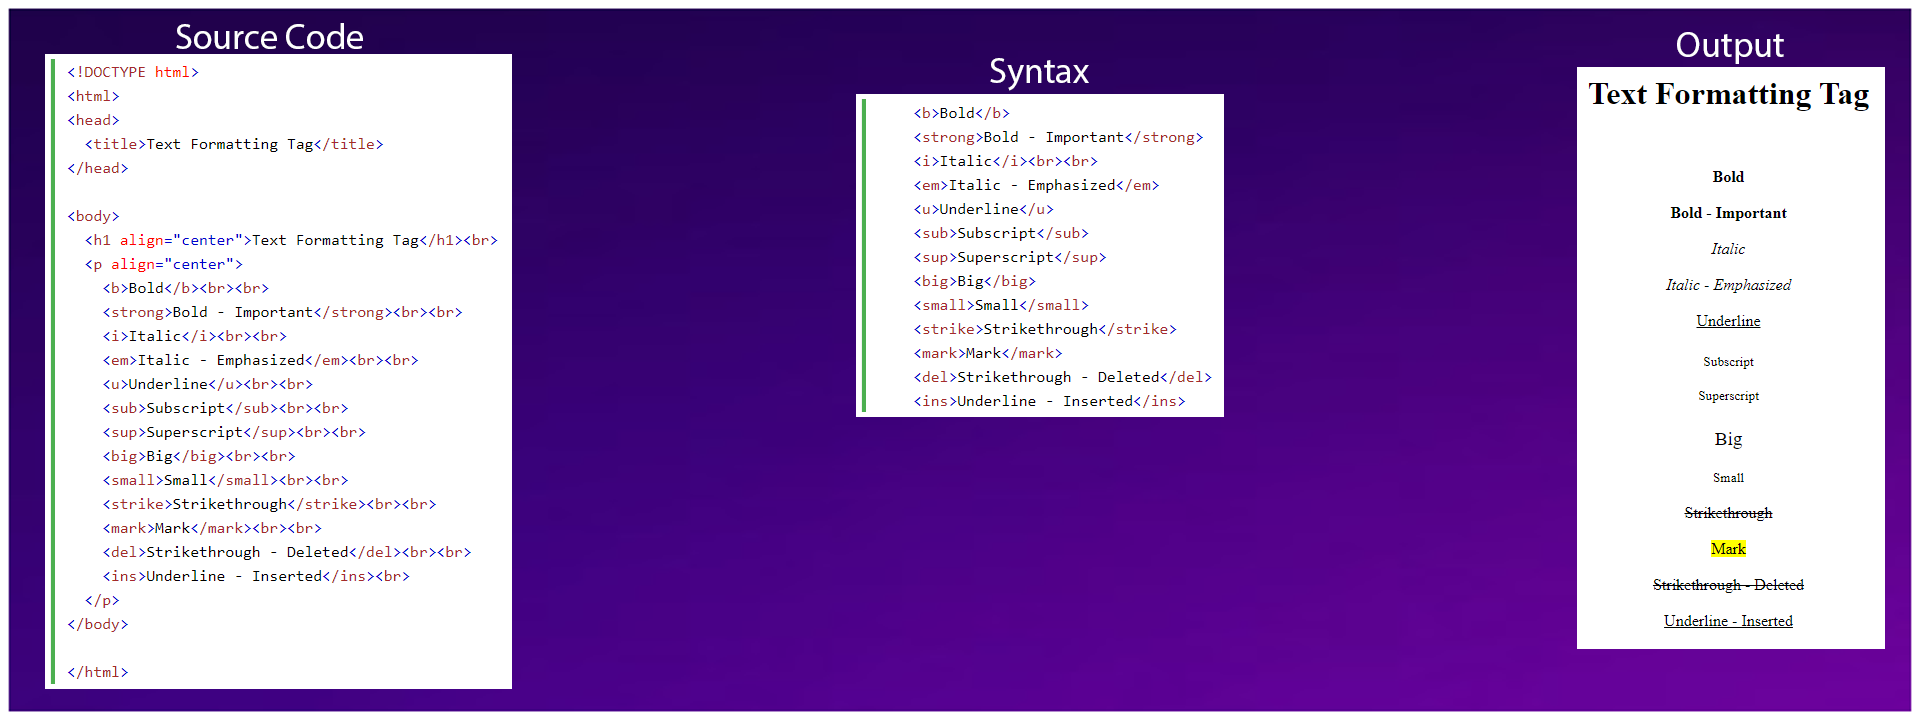 Source Code
<!DOCTYPE html>
<html>
<head>
  <title>Text Formatting Tag</title>
</head>
<body>
  <h1 align="center">Text Formatting Tag</h1><br>
  <p align="center">
    <b>Bold</b><br><br>
    <strong>Bold - Important</strong><br><br>
    <i>Italic</i><br><br>
    <em>Italic - Emphasized</em><br><br>
    <u>Underline</u><br><br>
    <sub>Subscript</sub><br><br>
    <sup>Superscript</sup><br><br>
    <big>Big</big><br><br>
    <small>Small</small><br><br>
    <strike>Strikethrough</strike><br><br>
    <mark>Mark</mark><br><br>
    <del>Strikethrough - Deleted</del><br><br>
    <ins>Underline - Inserted</ins><br>
  </p>
</body>
</html>
Syntax
<b>Bold</b>
<strong>Bold - Important</strong>
<i>Italic</i><br><br>
<em>Italic - Emphasized</em>
<u>Underline</u>
<sub>Subscript</sub>
<sup>Superscript</sup>
<big>Big</big>
<small>Small</small>
<strike>Strikethrough</strike>
<mark>Mark</mark>
<del>Strikethrough - Deleted</del>
<ins>Underline - Inserted</ins>
Output
Text Formatting Tag
Bold
Bold - Important
Italic
Italic - Emphasized
Underline
Subscript
Superscript
Big
Small
Strikethrough
Mark
Strikethrough - Deleted
Underline - Inserted